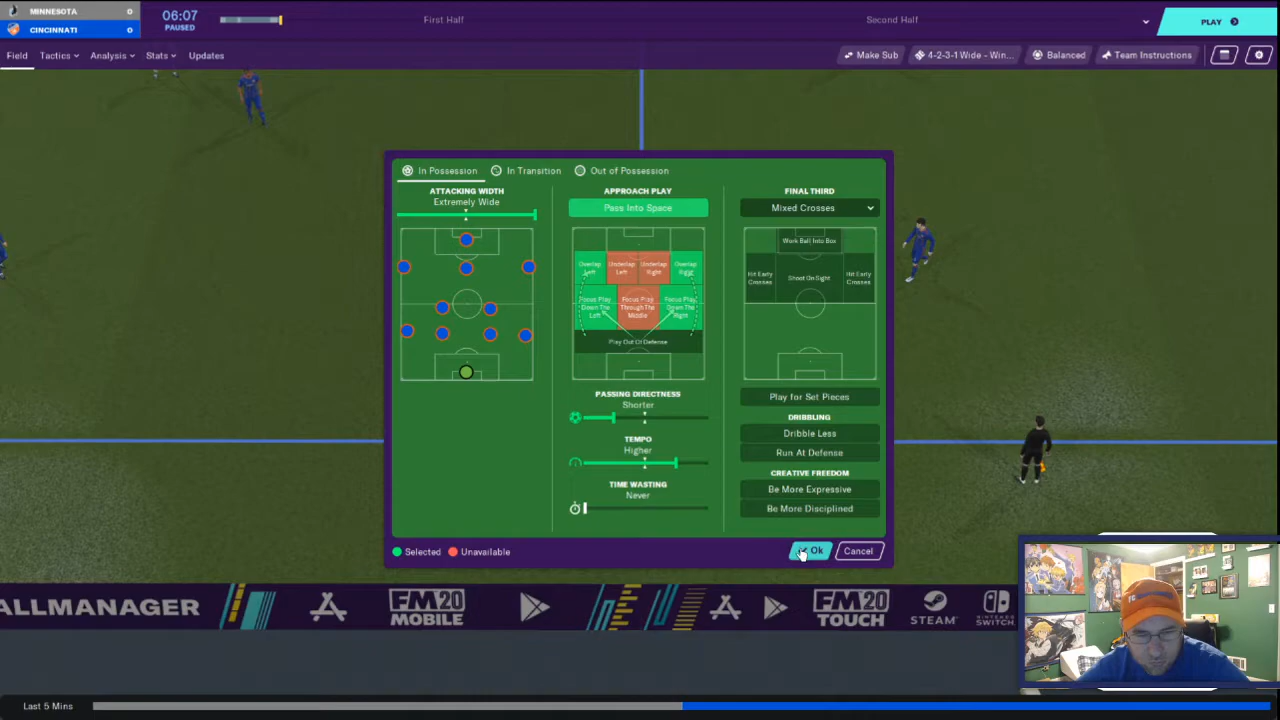 MINNESOTA 0
CINCINNATI 0
06:07
PAUSED
First Half
Second Half
PLAY
Field
Tactics
Analysis
Stats
Updates
Make Sub
4-2-3-1 Wide - Win...
Balanced
Team Instructions
In Possession
In Transition
Out of Possession
ATTACKING WIDTH
Extremely Wide
APPROACH PLAY
Pass Into Space
Overlap
Left
Underlap
Left
Underlap
Right
Overlap
Right
Focus Play
Down The
Left
Focus Play
Through The
Middle
Focus Play
Down The
Right
Play Out Of Defense
PASSING DIRECTNESS
Shorter
TEMPO
Higher
TIME WASTING
Never
FINAL THIRD
Mixed Crosses
Work Ball Into Box
Hit Early
Crosses
Shoot On Sight
Hit Early
Crosses
Play for Set Pieces
DRIBBLING
Dribble Less
Run At Defense
CREATIVE FREEDOM
Be More Expressive
Be More Disciplined
Selected
Unavailable
Ok
Cancel
ALLMANAGER
FM20
MOBILE
FM20
TOUCH
STEAM
NINTENDO
SWITCH
Last 5 Mins